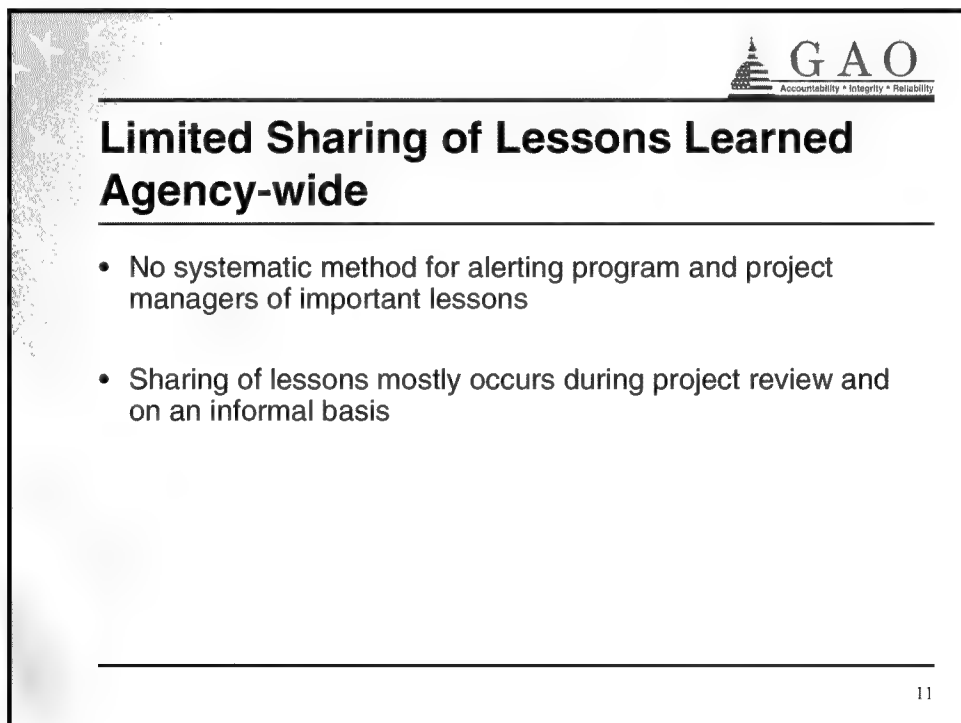 G A O
Accountability * Integrity * Reliability
Limited Sharing of Lessons Learned
Agency-wide
• No systematic method for alerting program and project
managers of important lessons
• Sharing of lessons mostly occurs during project review and
on an informal basis
11